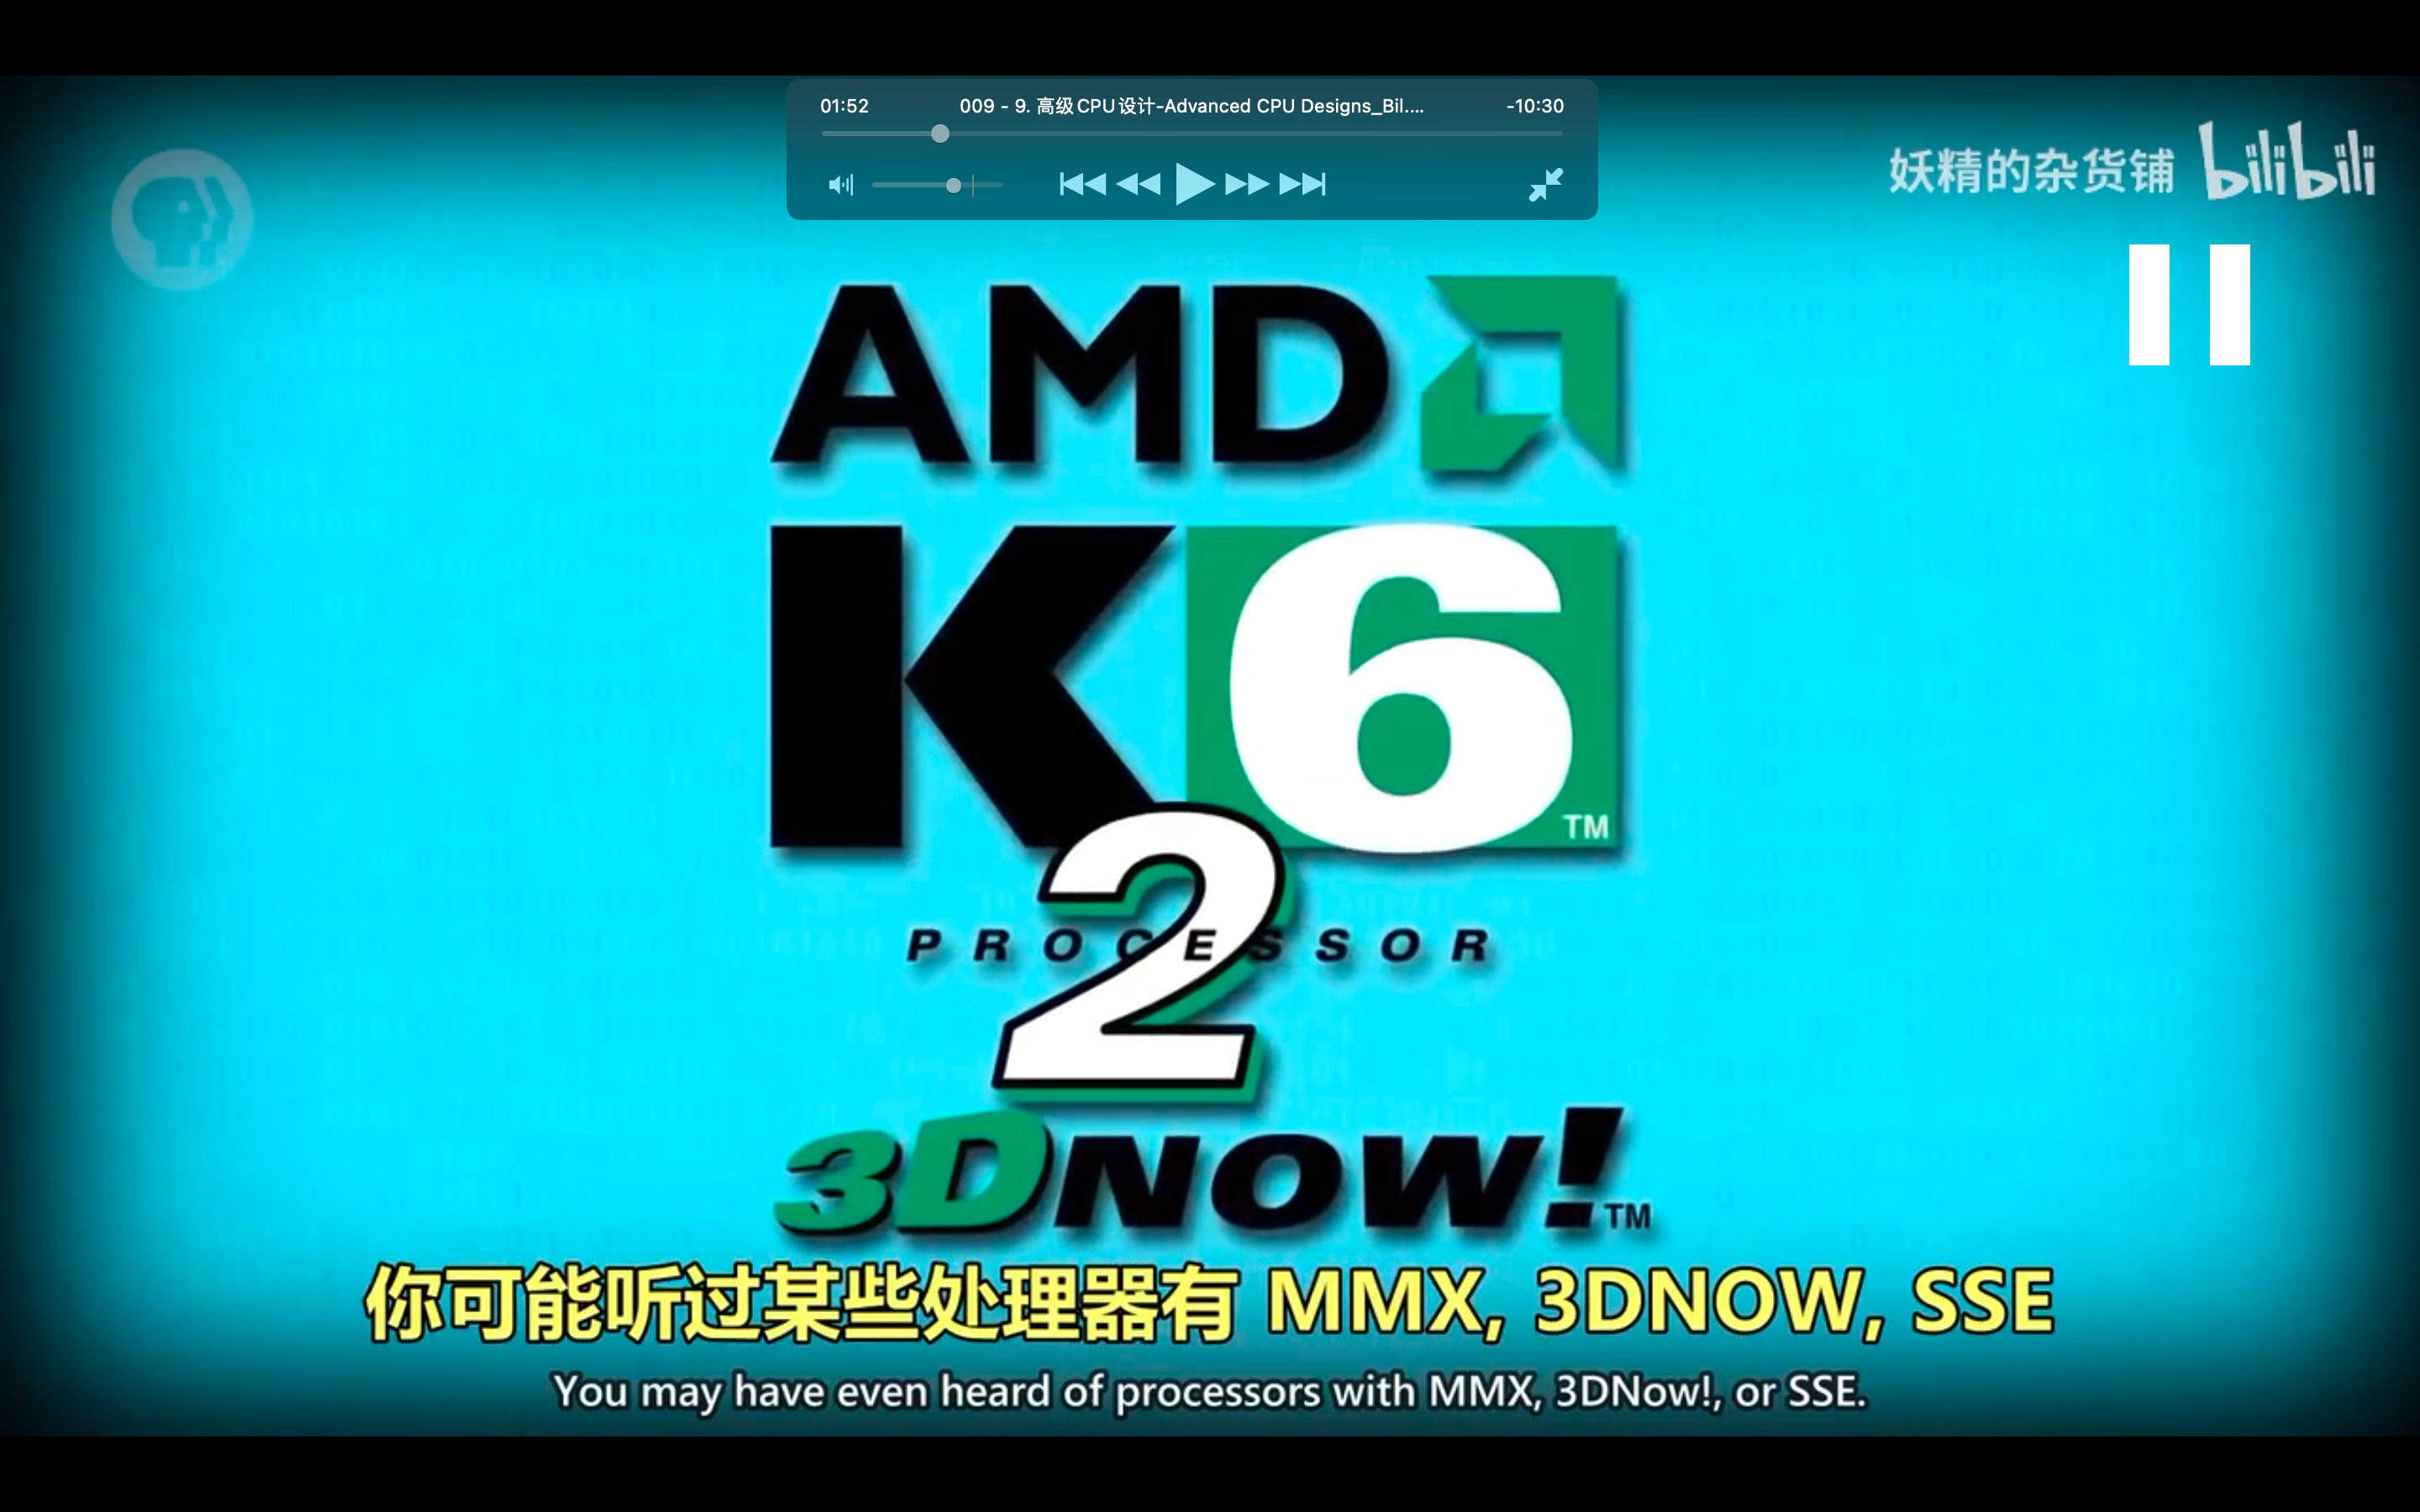 01:52 009 - 9. 高级CPU设计-Advanced CPU Designs_Bil.... -10:30
妖精的杂货铺 bilibili
AMD
K6 TM
2
PROCESSOR
3DNOW! TM
你可能听过某些处理器有 MMX, 3DNOW, SSE
You may have even heard of processors with MMX, 3DNow!, or SSE.